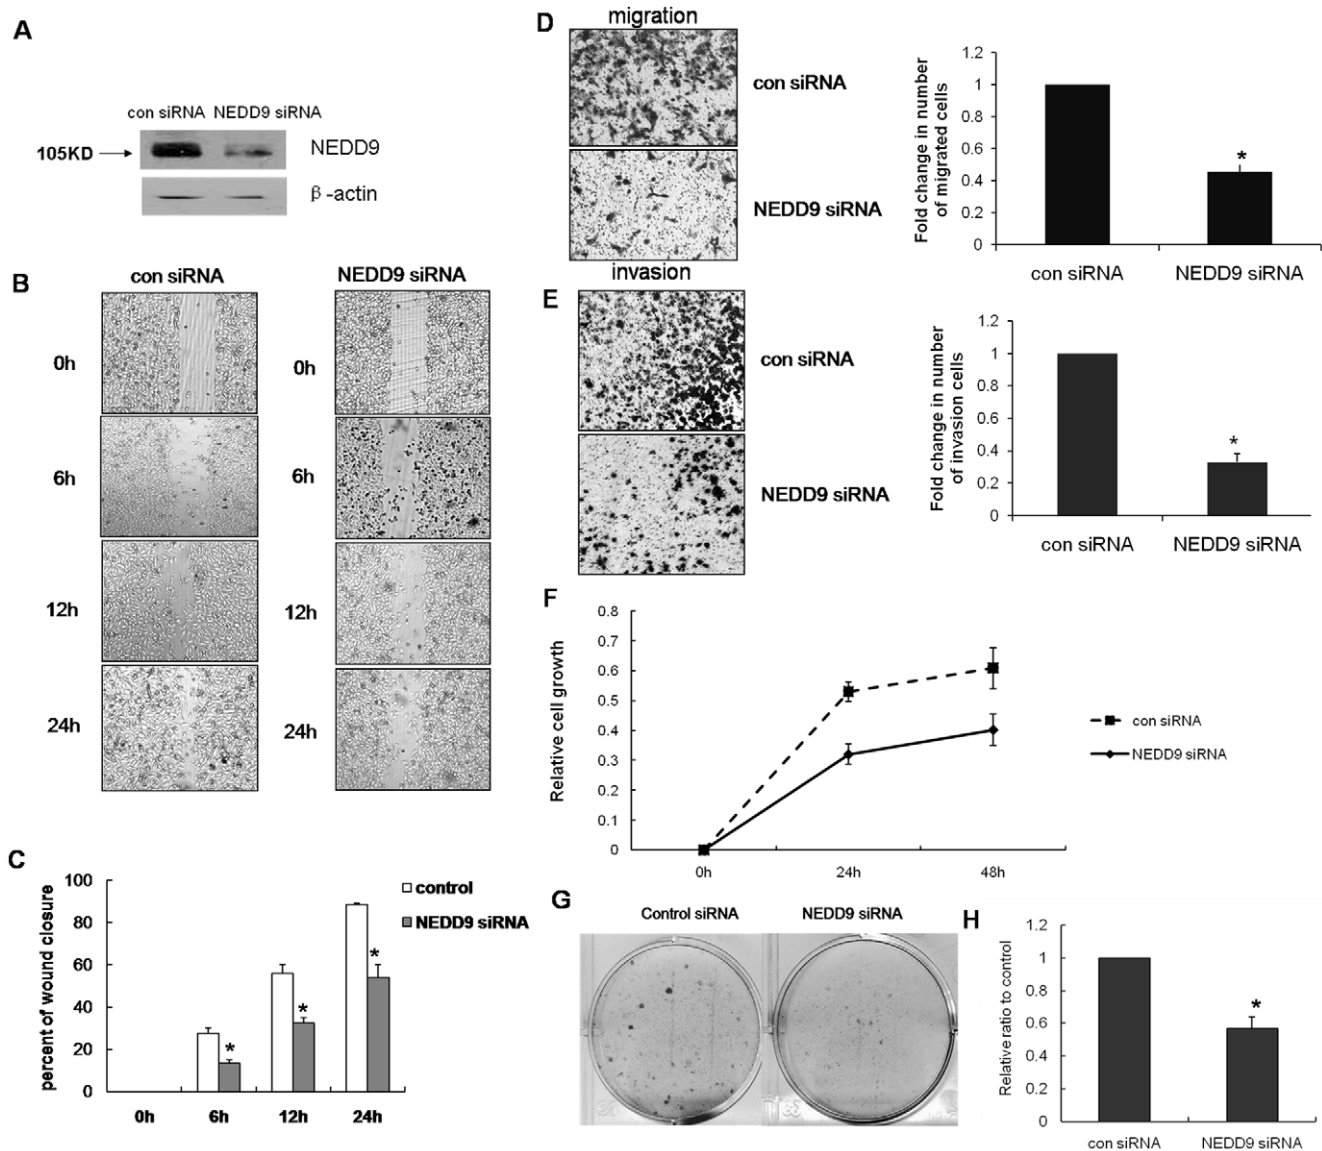 A
con siRNA NEDD9 siRNA
105KD
NEDD9
β-actin
B
con siRNA
NEDD9 siRNA
0h
0h
6h
6h
12h
12h
24h
24h
C
percent of wound closure
100
80
60
40
20
0
0h
6h
12h
24h
control
NEDD9 siRNA
*
*
*
D
migration
con siRNA
NEDD9 siRNA
Fold change in number
of migrated cells
1.2
1
0.8
0.6
0.4
0.2
0
*
con siRNA
NEDD9 siRNA
E
invasion
con siRNA
NEDD9 siRNA
Fold change in number
of invasion cells
1.2
1
0.8
0.6
0.4
0.2
0
*
con siRNA
NEDD9 siRNA
F
Relative cell growth
0.8
0.7
0.6
0.5
0.4
0.3
0.2
0.1
0
0h
24h
48h
con siRNA
NEDD9 siRNA
G
Control siRNA
NEDD9 siRNA
H
Relative ratio to control
1.2
1
0.8
0.6
0.4
0.2
0
*
con siRNA
NEDD9 siRNA